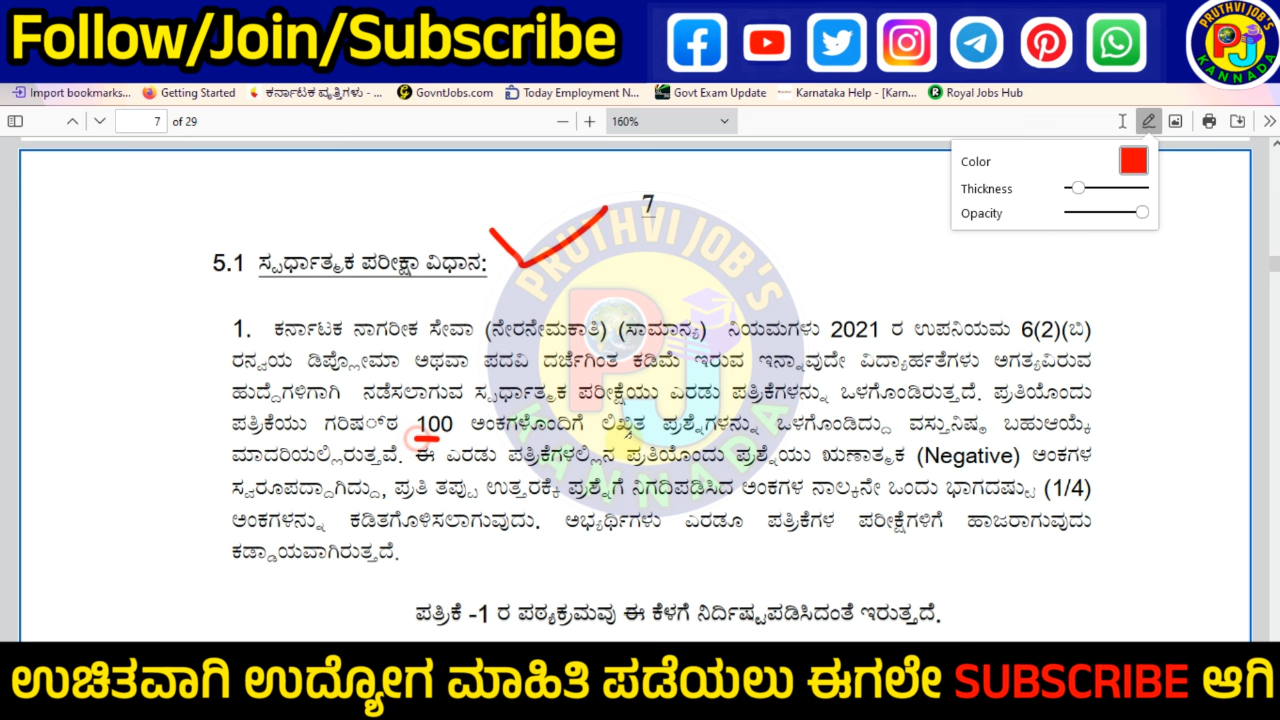 Follow/Join/Subscribe
PRUTHVI JOB'S
PJ
KANNADA
Import bookmarks... Getting Started ಕರ್ನಾಟಕ ವೃತ್ತಿಗಳು - ... GovntJobs.com Today Employment N... Govt Exam Update Karnataka Help - [Karn... Royal Jobs Hub
7 of 29 160%
Color
Thickness
Opacity
7
PRUTHVI JOB'S
PJ
KANNADA
5.1 ಸ್ಪರ್ಧಾತ್ಮಕ ಪರೀಕ್ಷಾ ವಿಧಾನ:
1. ಕರ್ನಾಟಕ ನಾಗರೀಕ ಸೇವಾ (ನೇರನೇಮಕಾತಿ) (ಸಾಮಾನ್ಯ) ನಿಯಮಗಳು 2021 ರ ಉಪನಿಯಮ 6(2)(ಬಿ)
ರನ್ವಯ ಡಿಪ್ಲೋಮಾ ಅಥವಾ ಪದವಿ ದರ್ಜೆಗಿಂತ ಕಡಿಮೆ ಇರುವ ಇನ್ನಾವುದೇ ವಿದ್ಯಾರ್ಹತೆಗಳು ಅಗತ್ಯವಿರುವ
ಹುದ್ದೆಗಳಿಗಾಗಿ ನಡೆಸಲಾಗುವ ಸ್ಪರ್ಧಾತ್ಮಕ ಪರೀಕ್ಷೆಯು ಎರಡು ಪತ್ರಿಕೆಗಳನ್ನು ಒಳಗೊಂಡಿರುತ್ತದೆ. ಪ್ರತಿಯೊಂದು
ಪತ್ರಿಕೆಯು ಗರಿಷ್‌ಠ 100 ಅಂಕಗಳೊಂದಿಗೆ ಲಿಖಿತ ಪ್ರಶ್ನೆಗಳನ್ನು ಒಳಗೊಂಡಿದ್ದು ವಸ್ತುನಿಷ್ಠ ಬಹುಆಯ್ಕೆ
ಮಾದರಿಯಲ್ಲಿರುತ್ತವೆ. ಈ ಎರಡು ಪತ್ರಿಕೆಗಳಲ್ಲಿನ ಪ್ರತಿಯೊಂದು ಪ್ರಶ್ನೆಯು ಋಣಾತ್ಮಕ (Negative) ಅಂಕಗಳ
ಸ್ವರೂಪದ್ದಾಗಿದ್ದು, ಪ್ರತಿ ತಪ್ಪು ಉತ್ತರಕ್ಕೆ ಪ್ರಶ್ನೆಗೆ ನಿಗದಿಪಡಿಸಿದ ಅಂಕಗಳ ನಾಲ್ಕನೇ ಒಂದು ಭಾಗದಷ್ಟು (1/4)
ಅಂಕಗಳನ್ನು ಕಡಿತಗೊಳಿಸಲಾಗುವುದು. ಅಭ್ಯರ್ಥಿಗಳು ಎರಡೂ ಪತ್ರಿಕೆಗಳ ಪರೀಕ್ಷೆಗಳಿಗೆ ಹಾಜರಾಗುವುದು
ಕಡ್ಡಾಯವಾಗಿರುತ್ತದೆ.
ಪತ್ರಿಕೆ -1 ರ ಪಠ್ಯಕ್ರಮವು ಈ ಕೆಳಗೆ ನಿರ್ದಿಷ್ಟಪಡಿಸಿದಂತೆ ಇರುತ್ತದೆ.
ಉಚಿತವಾಗಿ ಉದ್ಯೋಗ ಮಾಹಿತಿ ಪಡೆಯಲು ಈಗಲೇ SUBSCRIBE ಆಗಿ